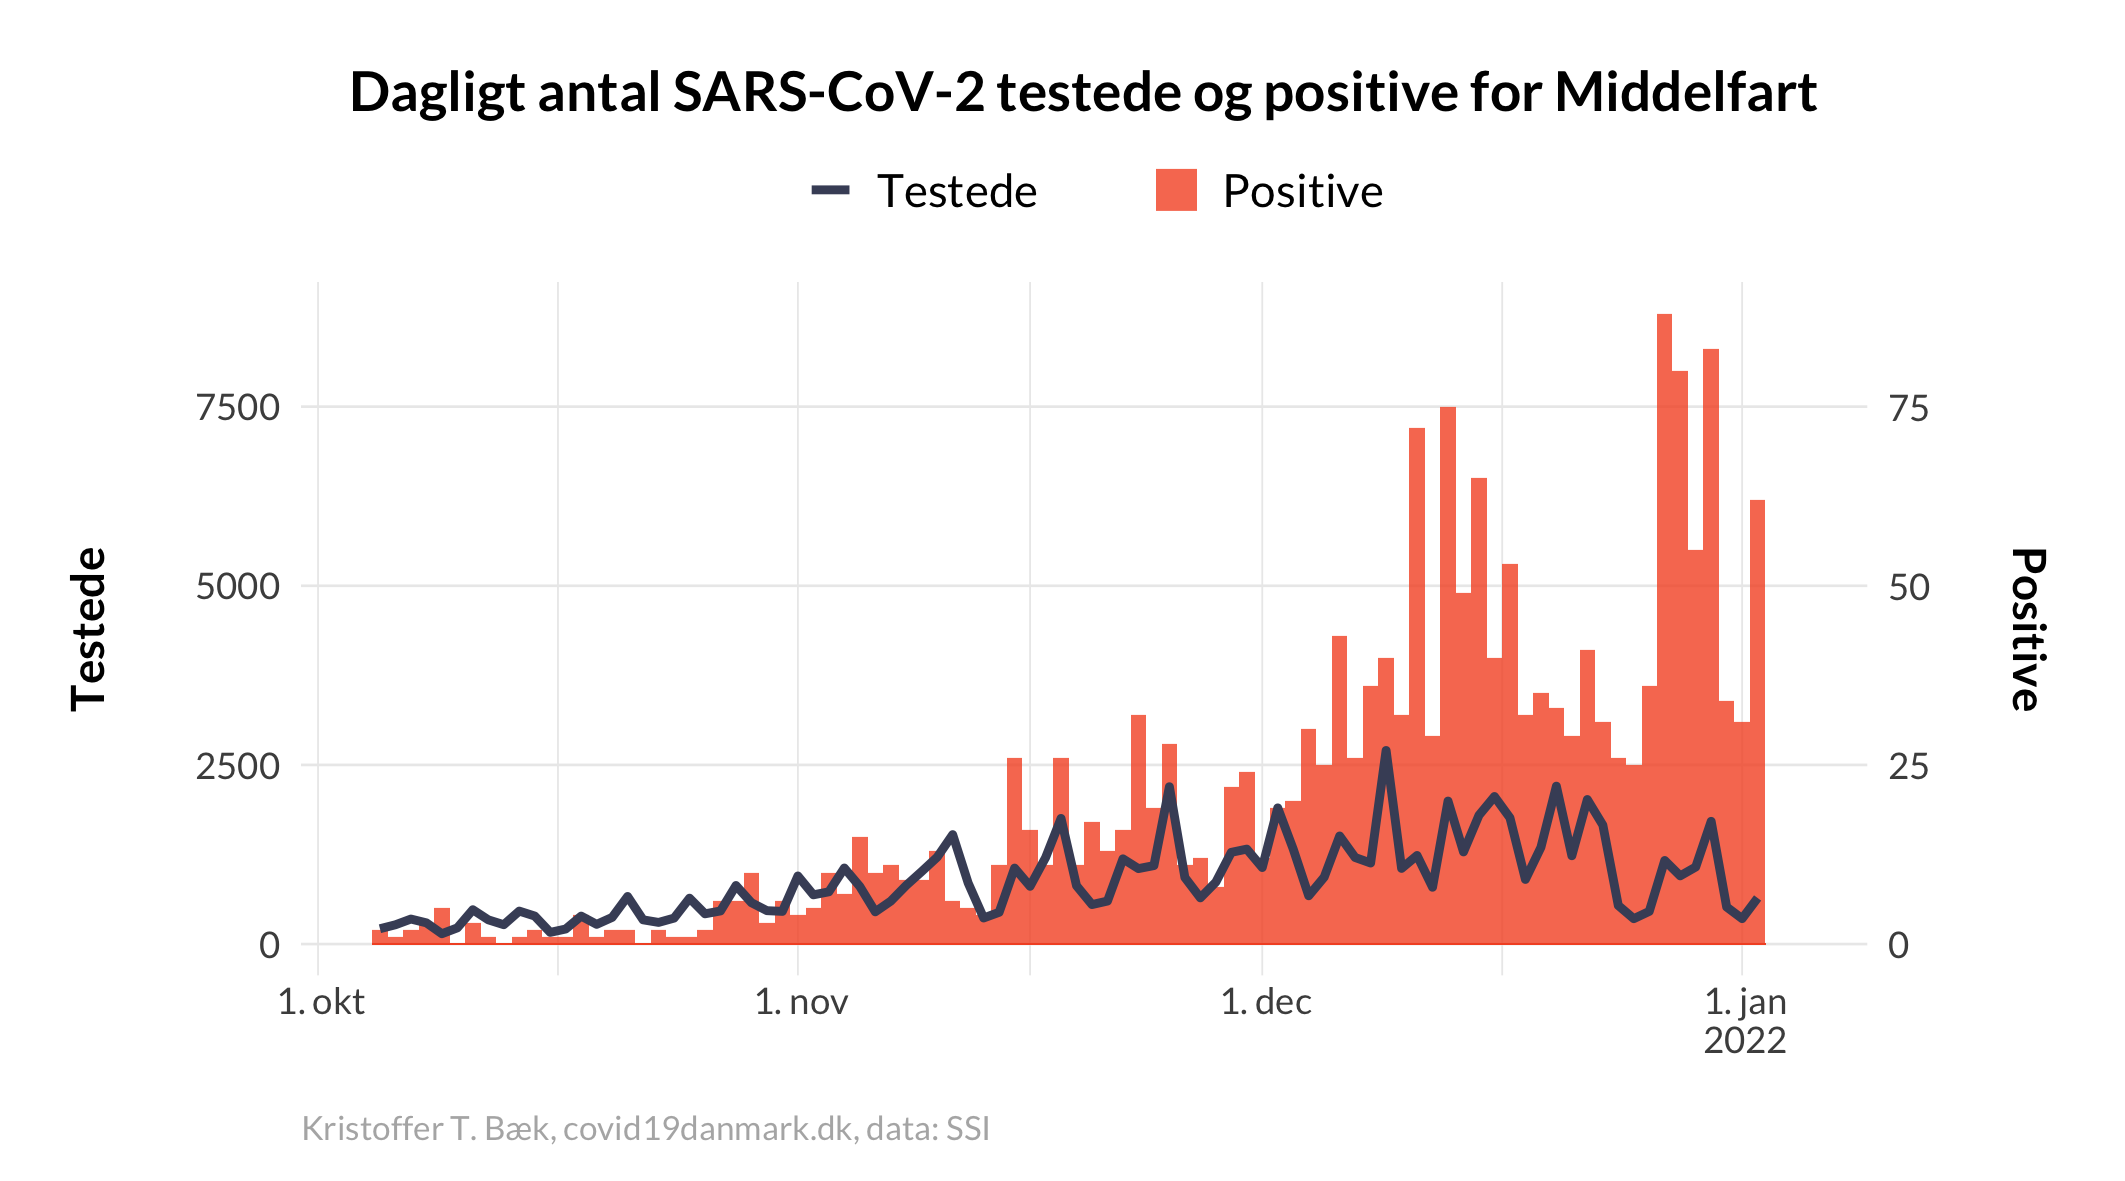 Dagligt antal SARS-CoV-2 testede og positive for Middelfart
Testede
Positive
7500
5000
2500
0
75
50
25
0
Testede
Positive
1. okt
1. nov
1. dec
1. jan
2022
Kristoffer T. Bæk, covid19danmark.dk, data: SSI